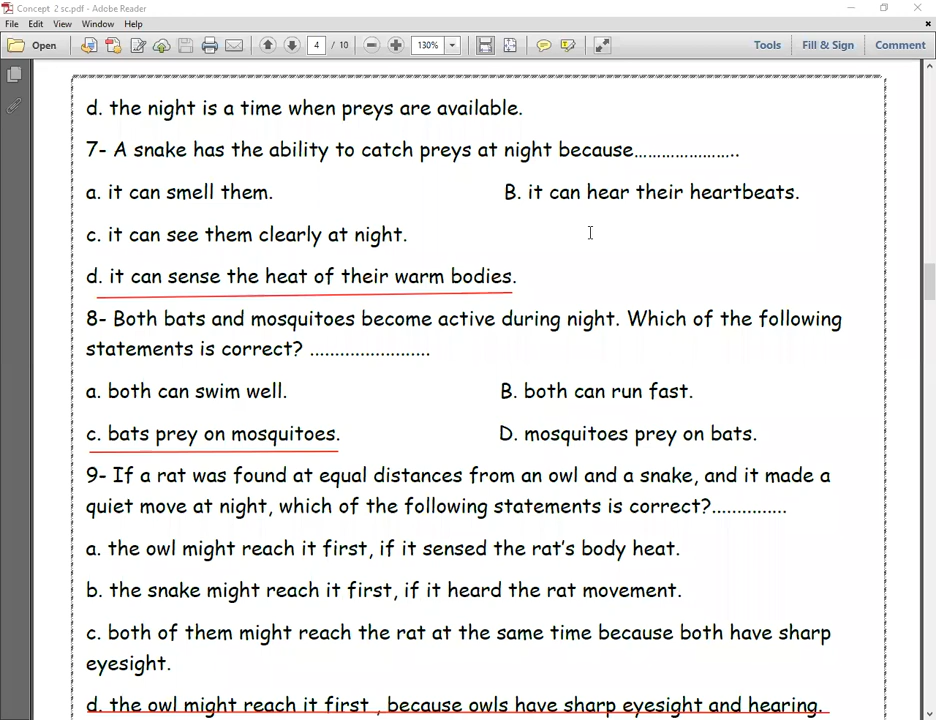 Concept 2 sc.pdf - Adobe Reader
File Edit View Window Help
Open 4 / 10 130% Tools Fill & Sign Comment
d. the night is a time when preys are available.
7- A snake has the ability to catch preys at night because…………………..
a. it can smell them. B. it can hear their heartbeats.
c. it can see them clearly at night.
d. it can sense the heat of their warm bodies.
8- Both bats and mosquitoes become active during night. Which of the following
statements is correct? ........................
a. both can swim well. B. both can run fast.
c. bats prey on mosquitoes. D. mosquitoes prey on bats.
9- If a rat was found at equal distances from an owl and a snake, and it made a
quiet move at night, which of the following statements is correct?...............
a. the owl might reach it first, if it sensed the rat's body heat.
b. the snake might reach it first, if it heard the rat movement.
c. both of them might reach the rat at the same time because both have sharp
eyesight.
d. the owl might reach it first , because owls have sharp eyesight and hearing.